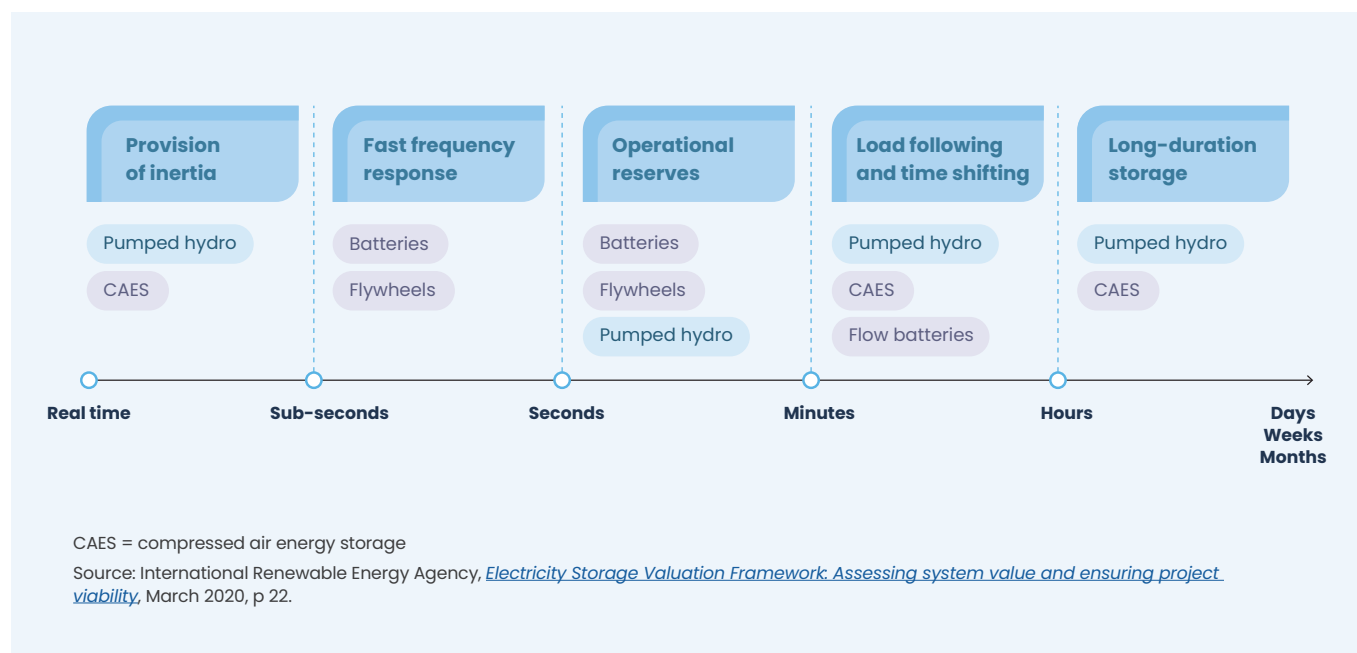 Provision
of inertia
Fast frequency
response
Operational
reserves
Load following
and time shifting
Long-duration
storage
Pumped hydro
CAES
Batteries
Flywheels
Batteries
Flywheels
Pumped hydro
Pumped hydro
CAES
Flow batteries
Pumped hydro
CAES
Real time
Sub-seconds
Seconds
Minutes
Hours
Days
Weeks
Months
CAES = compressed air energy storage
Source: International Renewable Energy Agency, Electricity Storage Valuation Framework: Assessing system value and ensuring project
viability, March 2020, p 22.